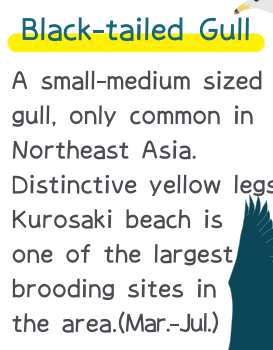 Black-tailed Gull
A small-medium sized
gull, only common in
Northeast Asia.
Distinctive yellow legs
Kurosaki beach is
one of the largest
brooding sites in
the area.(Mar.-Jul.)